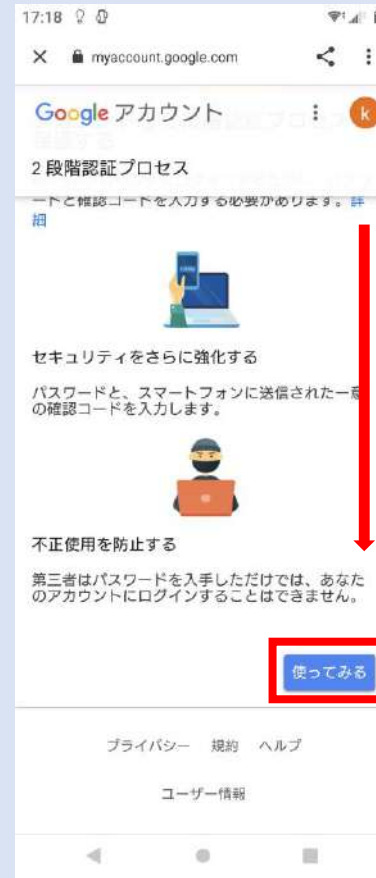 17:18
myaccount.google.com
Google アカウント
k
2 段階認証プロセス
ードと確認コードを入力する必要があります。詳
細
セキュリティをさらに強化する
パスワードと、スマートフォンに送信された一意
の確認コードを入力します。
不正使用を防止する
第三者はパスワードを入手しただけでは、あなた
のアカウントにログインすることはできません。
使ってみる
プライバシー 規約 ヘルプ
ユーザー情報